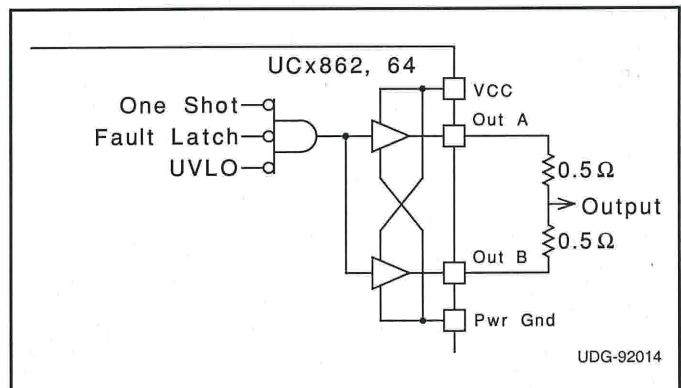 UCx862, 64
VCC
One Shot
Out A
Fault Latch
0.5Ω
UVLO
Output
0.5Ω
Out B
Pwr Gnd
UDG-92014